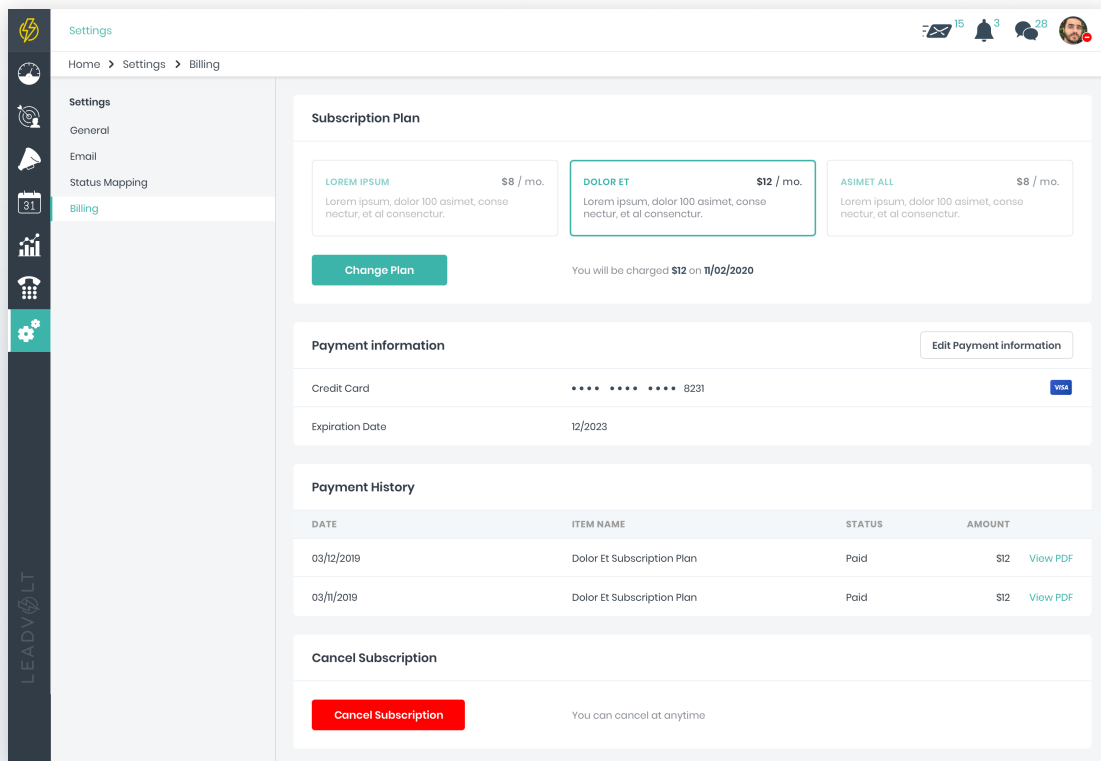 Settings
15
3
28
Home > Settings > Billing
Settings
General
Email
Status Mapping
Billing
31
LEADVOLT
Subscription Plan
LOREM IPSUM $8 / mo.
Lorem ipsum, dolor 100 asimet, conse
nectur, et al consenctur.
DOLOR ET $12 / mo.
Lorem ipsum, dolor 100 asimet, conse
nectur, et al consenctur.
ASIMET ALL $8 / mo.
Lorem ipsum, dolor 100 asimet, conse
nectur, et al consenctur.
Change Plan
You will be charged $12 on 11/02/2020
Payment information
Edit Payment information
Credit Card •••• •••• •••• 8231 VISA
Expiration Date 12/2023
Payment History
DATE ITEM NAME STATUS AMOUNT
03/12/2019 Dolor Et Subscription Plan Paid $12 View PDF
03/11/2019 Dolor Et Subscription Plan Paid $12 View PDF
Cancel Subscription
Cancel Subscription
You can cancel at anytime